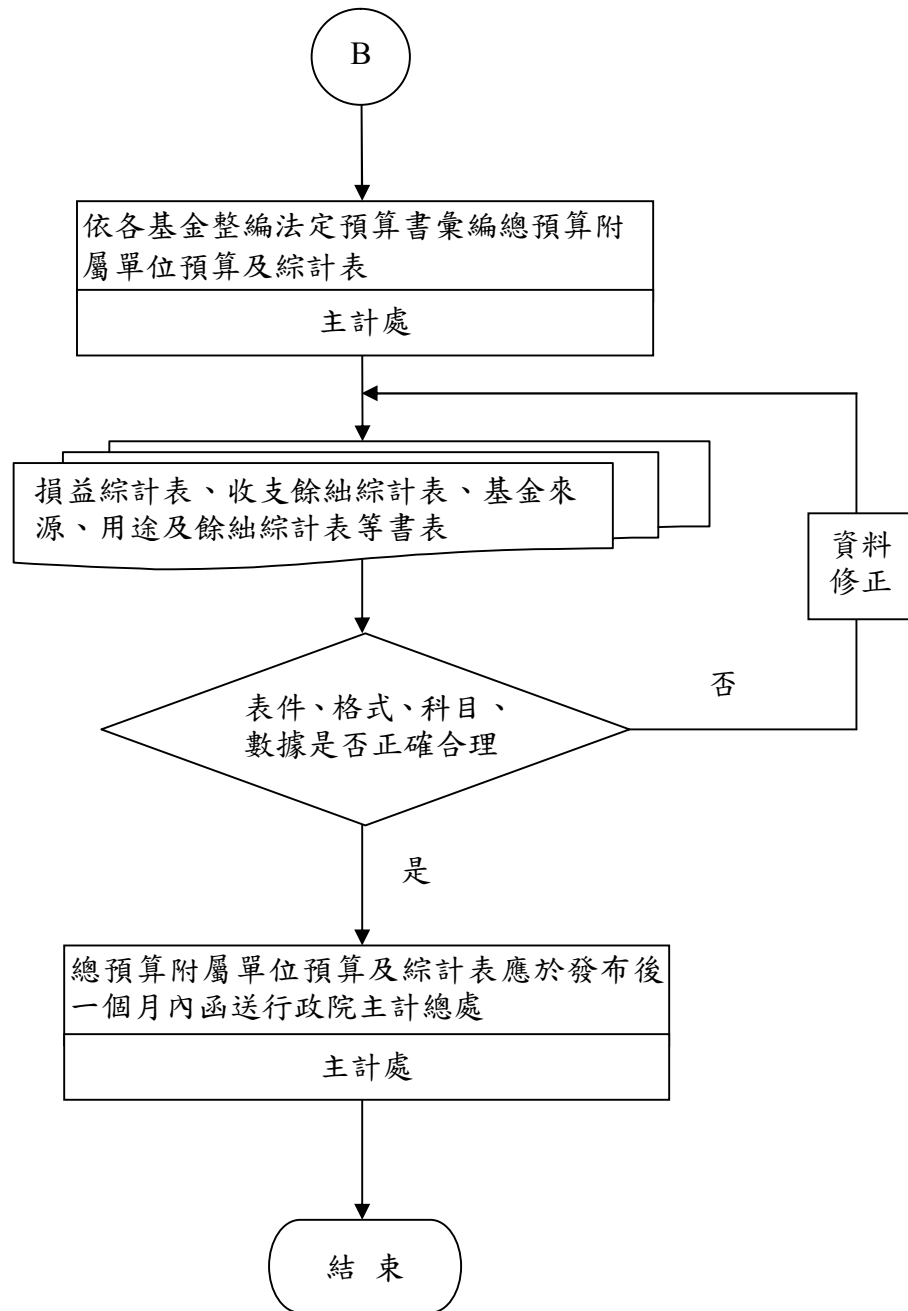 B
依各基金整編法定預算書彙編總預算附
屬單位預算及綜計表
主計處
損益綜計表、收支餘絀綜計表、基金來
源、用途及餘絀綜計表等書表
資料
修正
表件、格式、科目、
數據是否正確合理
否
是
總預算附屬單位預算及綜計表應於發布後
一個月內函送行政院主計總處
主計處
結 束